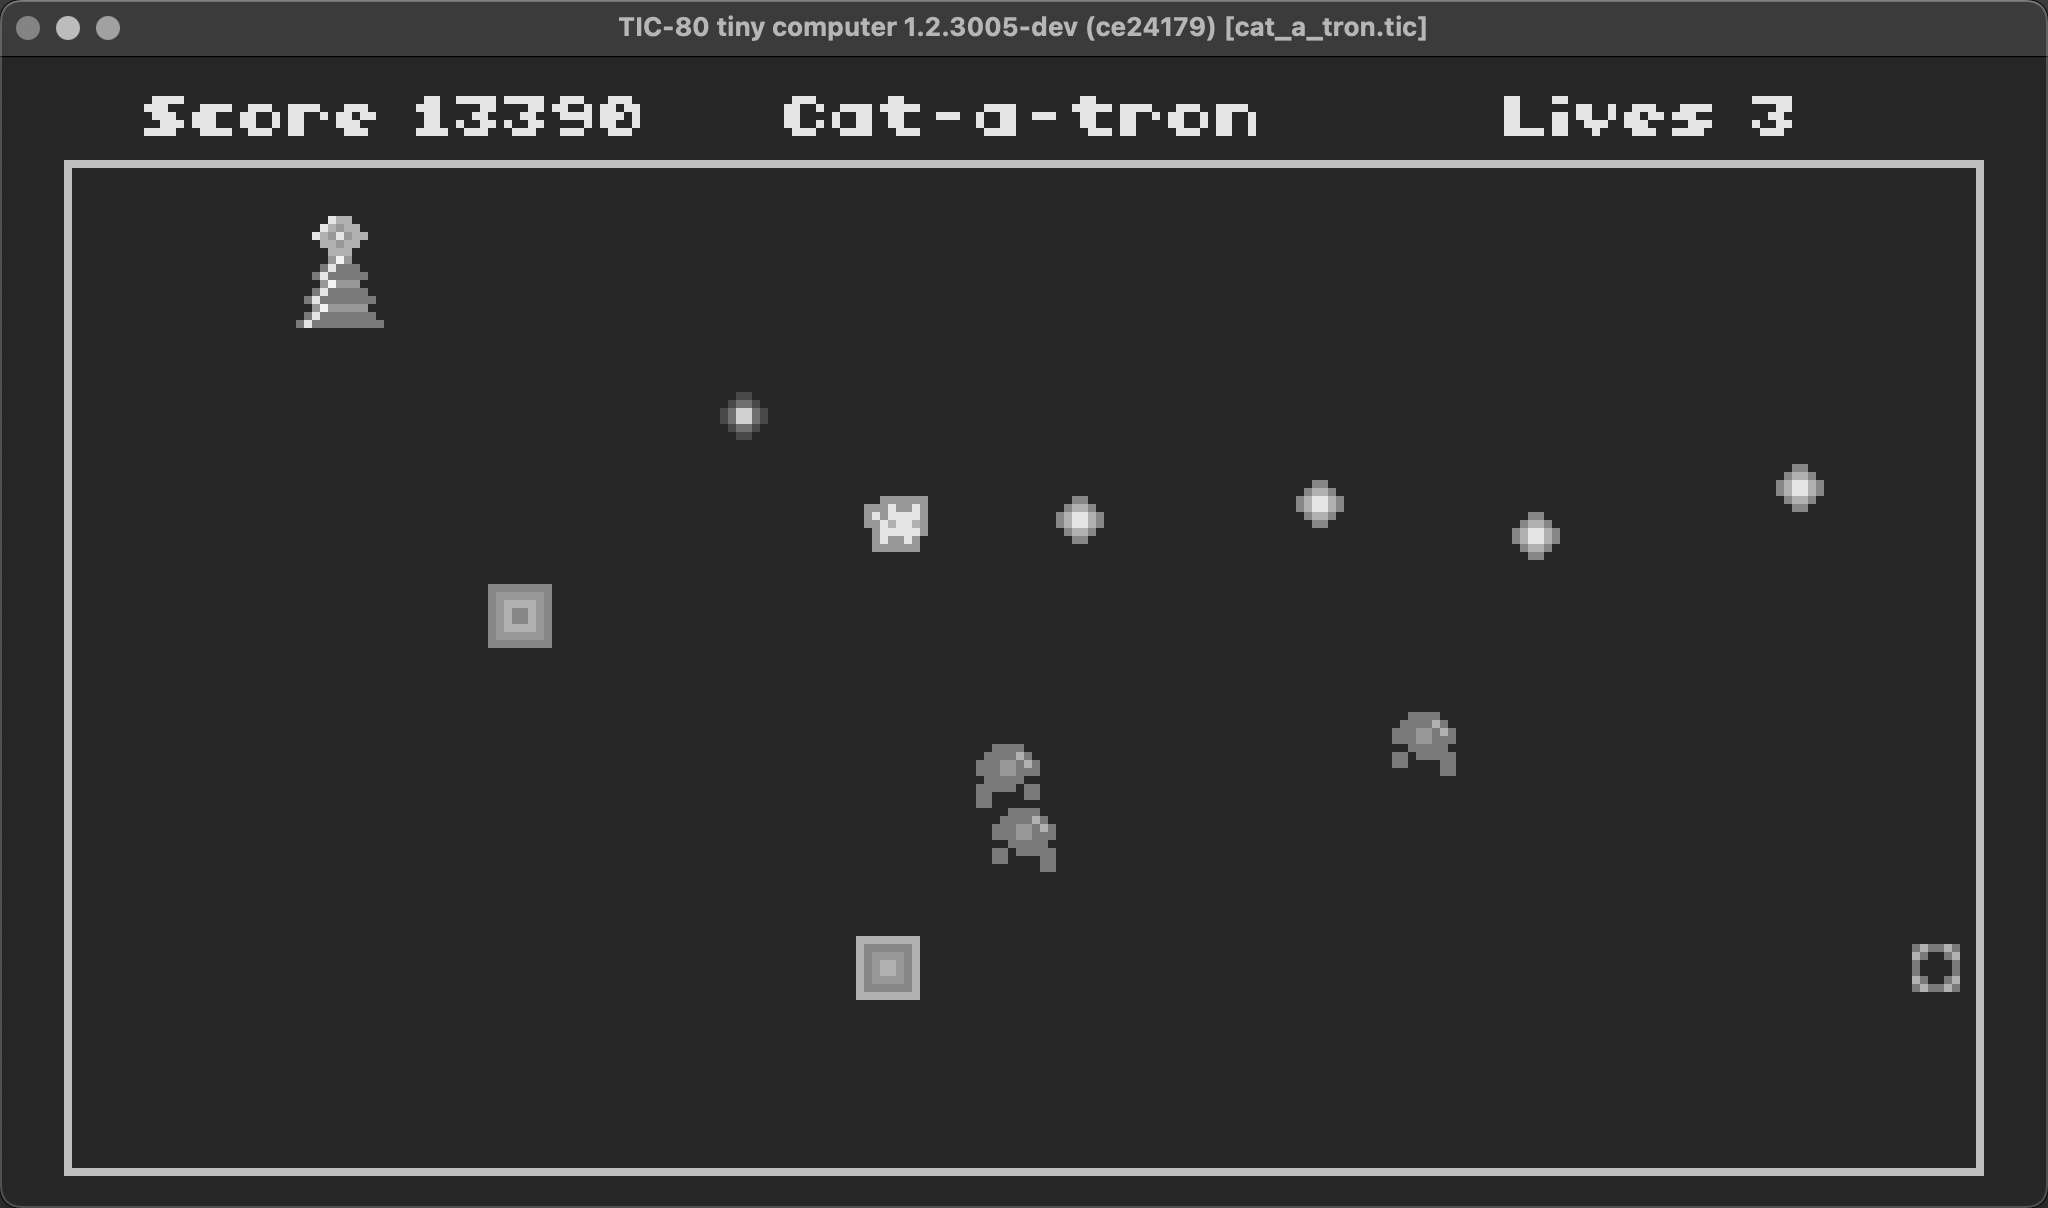 TIC-80 tiny computer 1.2.3005-dev (ce24179) [cat_a_tron.tic]
Score 13390 Cat-a-tron Lives 3